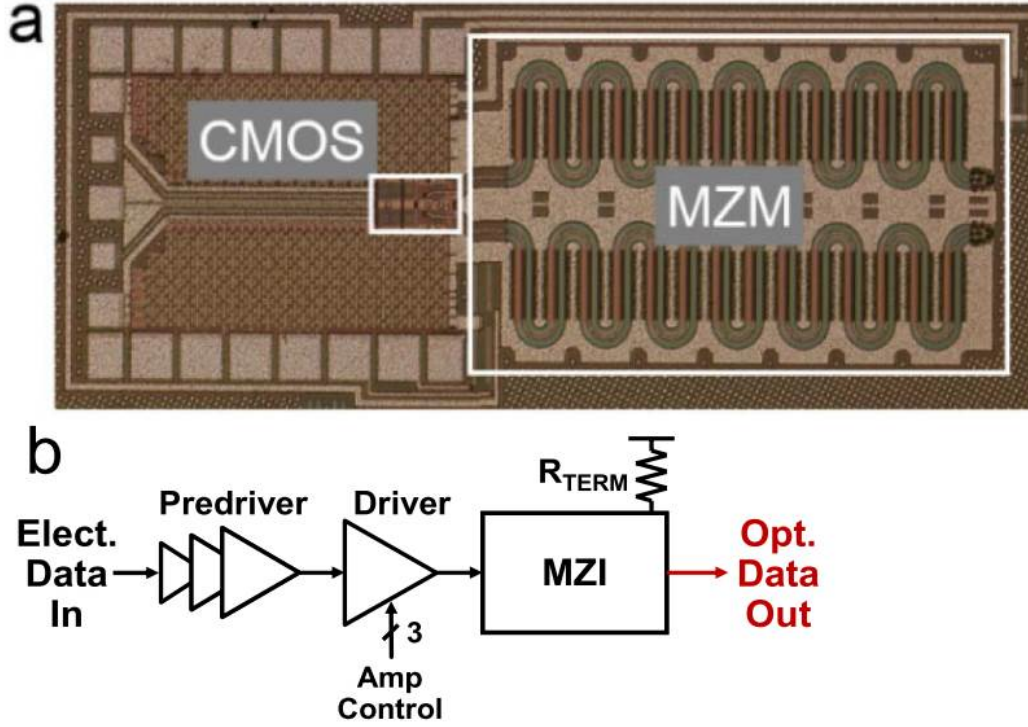 a
CMOS
MZM
b
Predriver
Driver
R_TERM
Elect.
Data
In
MZI
Opt.
Data
Out
3
Amp
Control